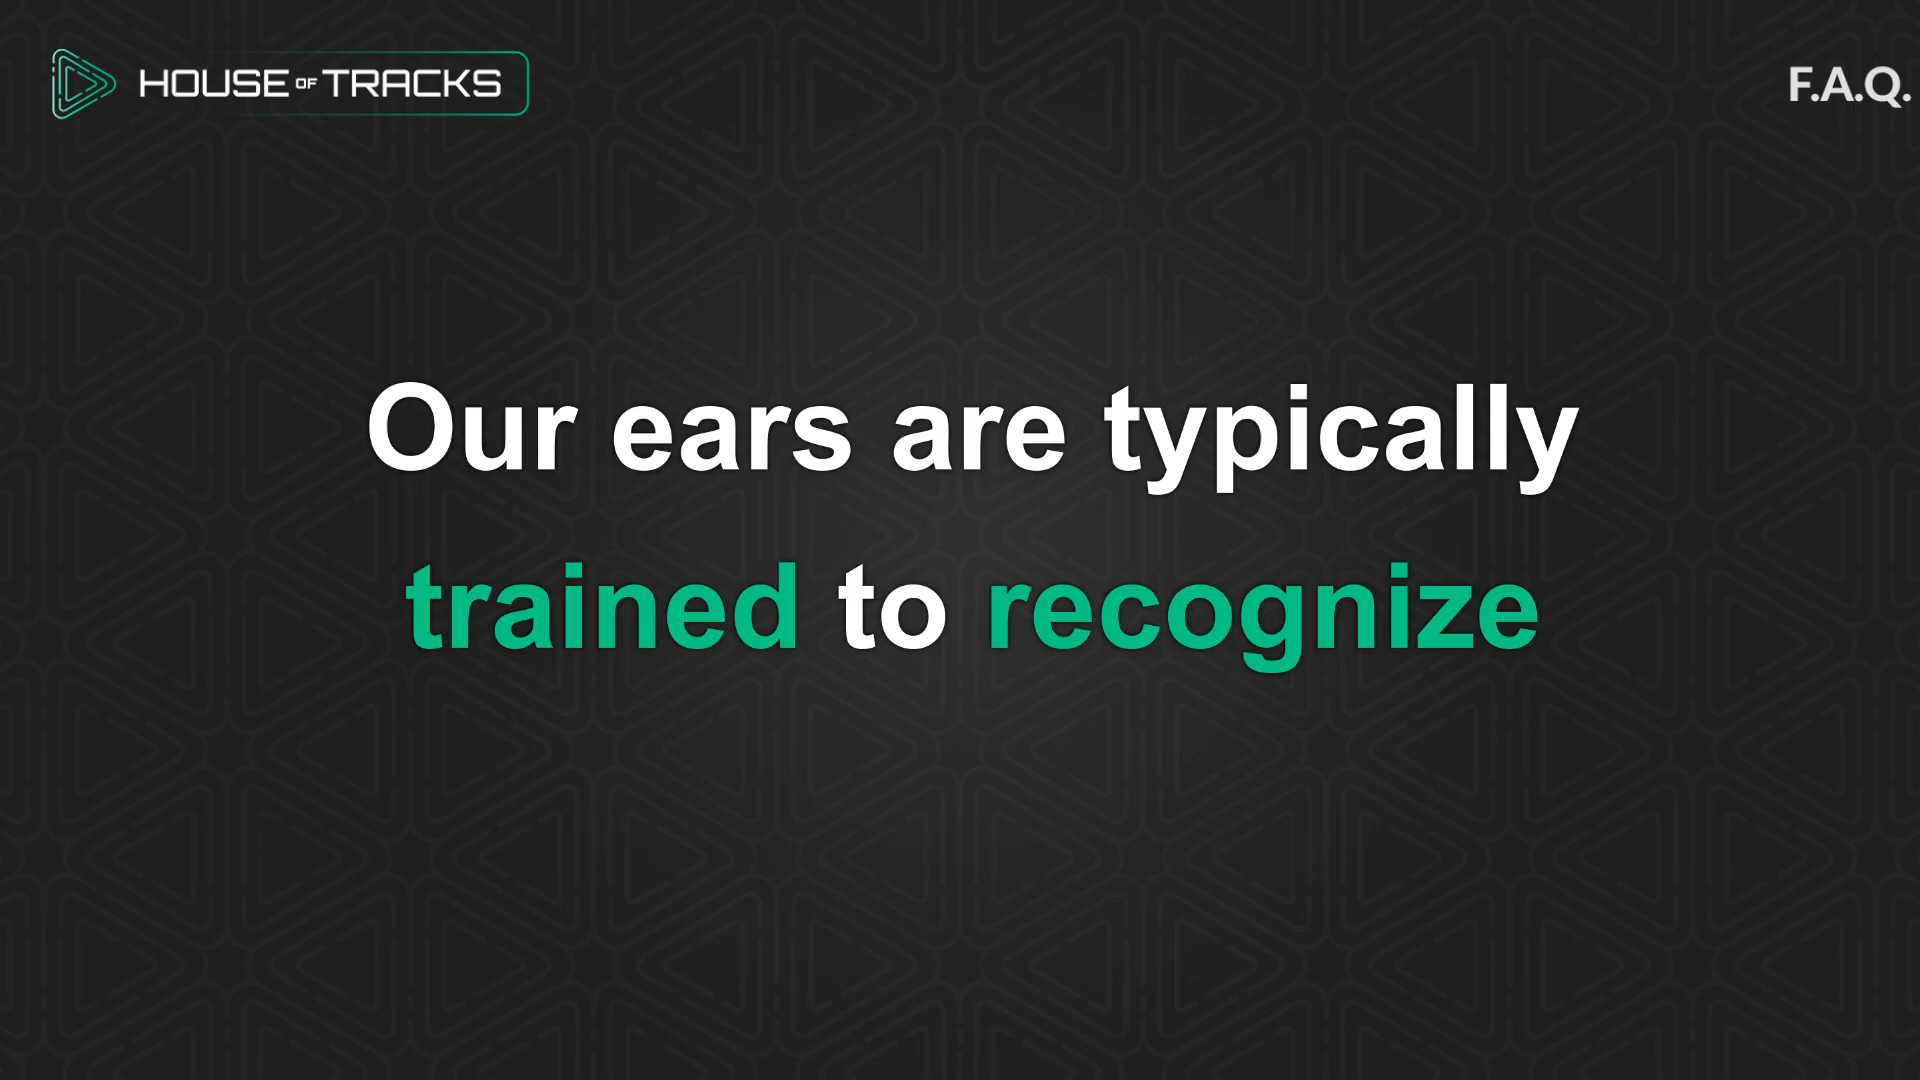 HOUSE OF TRACKS
F.A.Q.
Our ears are typically
trained to recognize